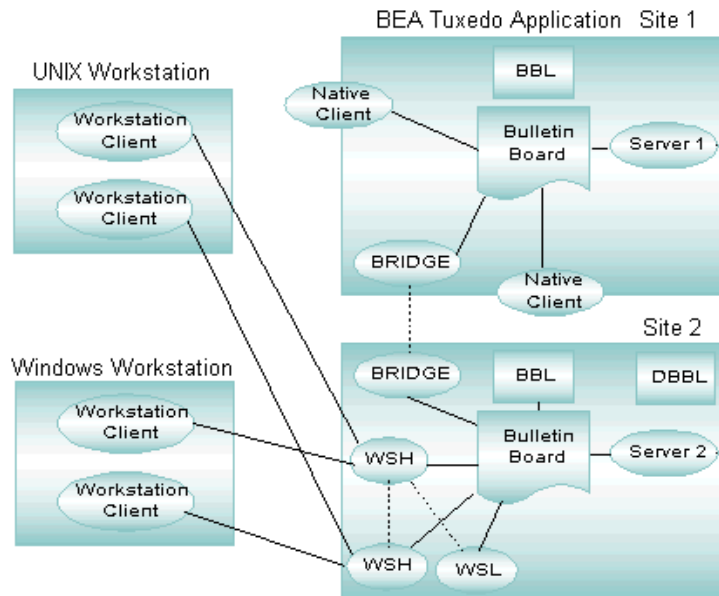 BEA Tuxedo Application Site 1
UNIX Workstation
Workstation
Client
Workstation
Client
Native
Client
BBL
Bulletin
Board
Server 1
BRIDGE
Native
Client
Site 2
Windows Workstation
Workstation
Client
Workstation
Client
BRIDGE
BBL
DBBL
Bulletin
Board
Server 2
WSH
WSH
WSL